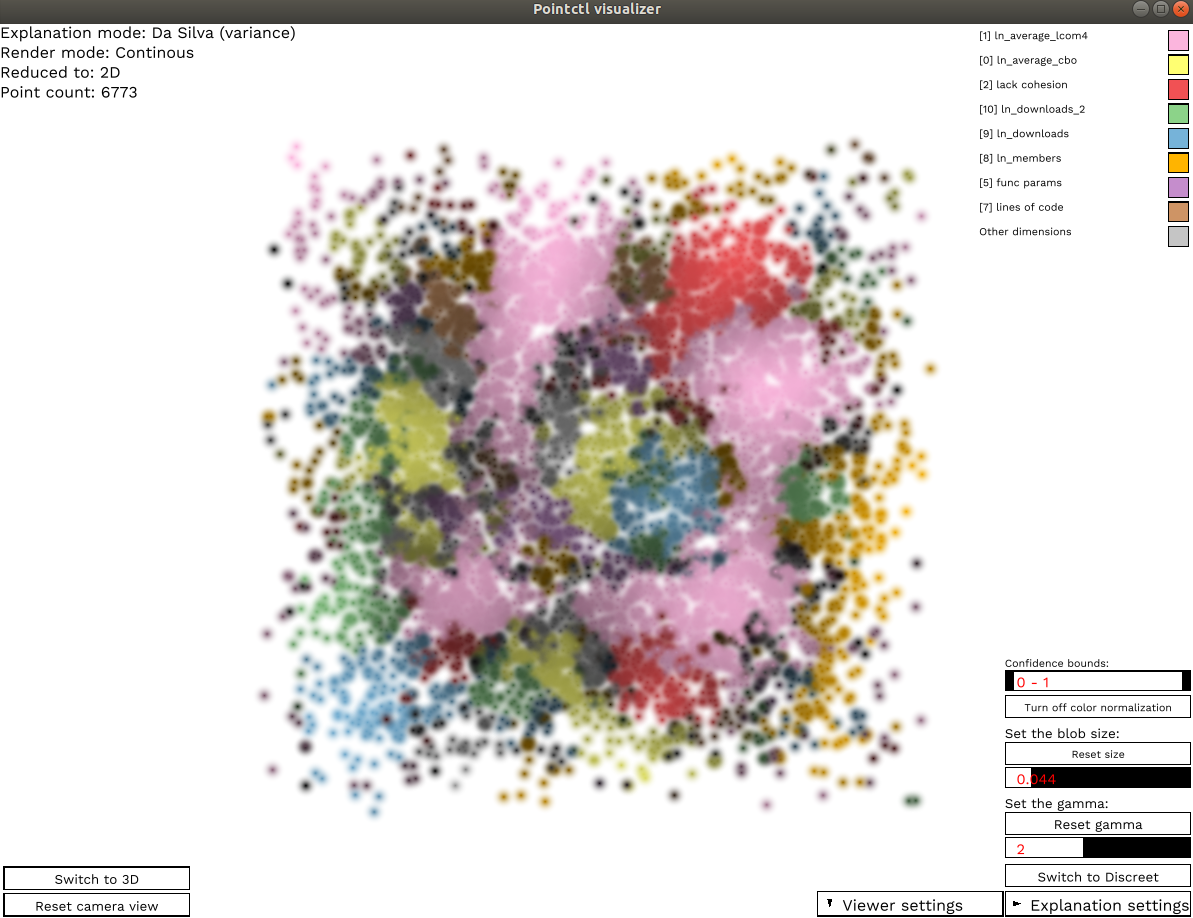 Pointctl visualizer
Explanation mode: Da Silva (variance)
Render mode: Continous
Reduced to: 2D
Point count: 6773
[1] ln_average_lcom4
[0] ln_average_cbo
[2] lack cohesion
[10] ln_downloads_2
[9] ln_downloads
[8] ln_members
[5] func params
[7] lines of code
Other dimensions
Confidence bounds:
0 - 1
Turn off color normalization
Set the blob size:
Reset size
0.044
Set the gamma:
Reset gamma
2
Switch to Discreet
Switch to 3D
Reset camera view
Viewer settings
Explanation settings